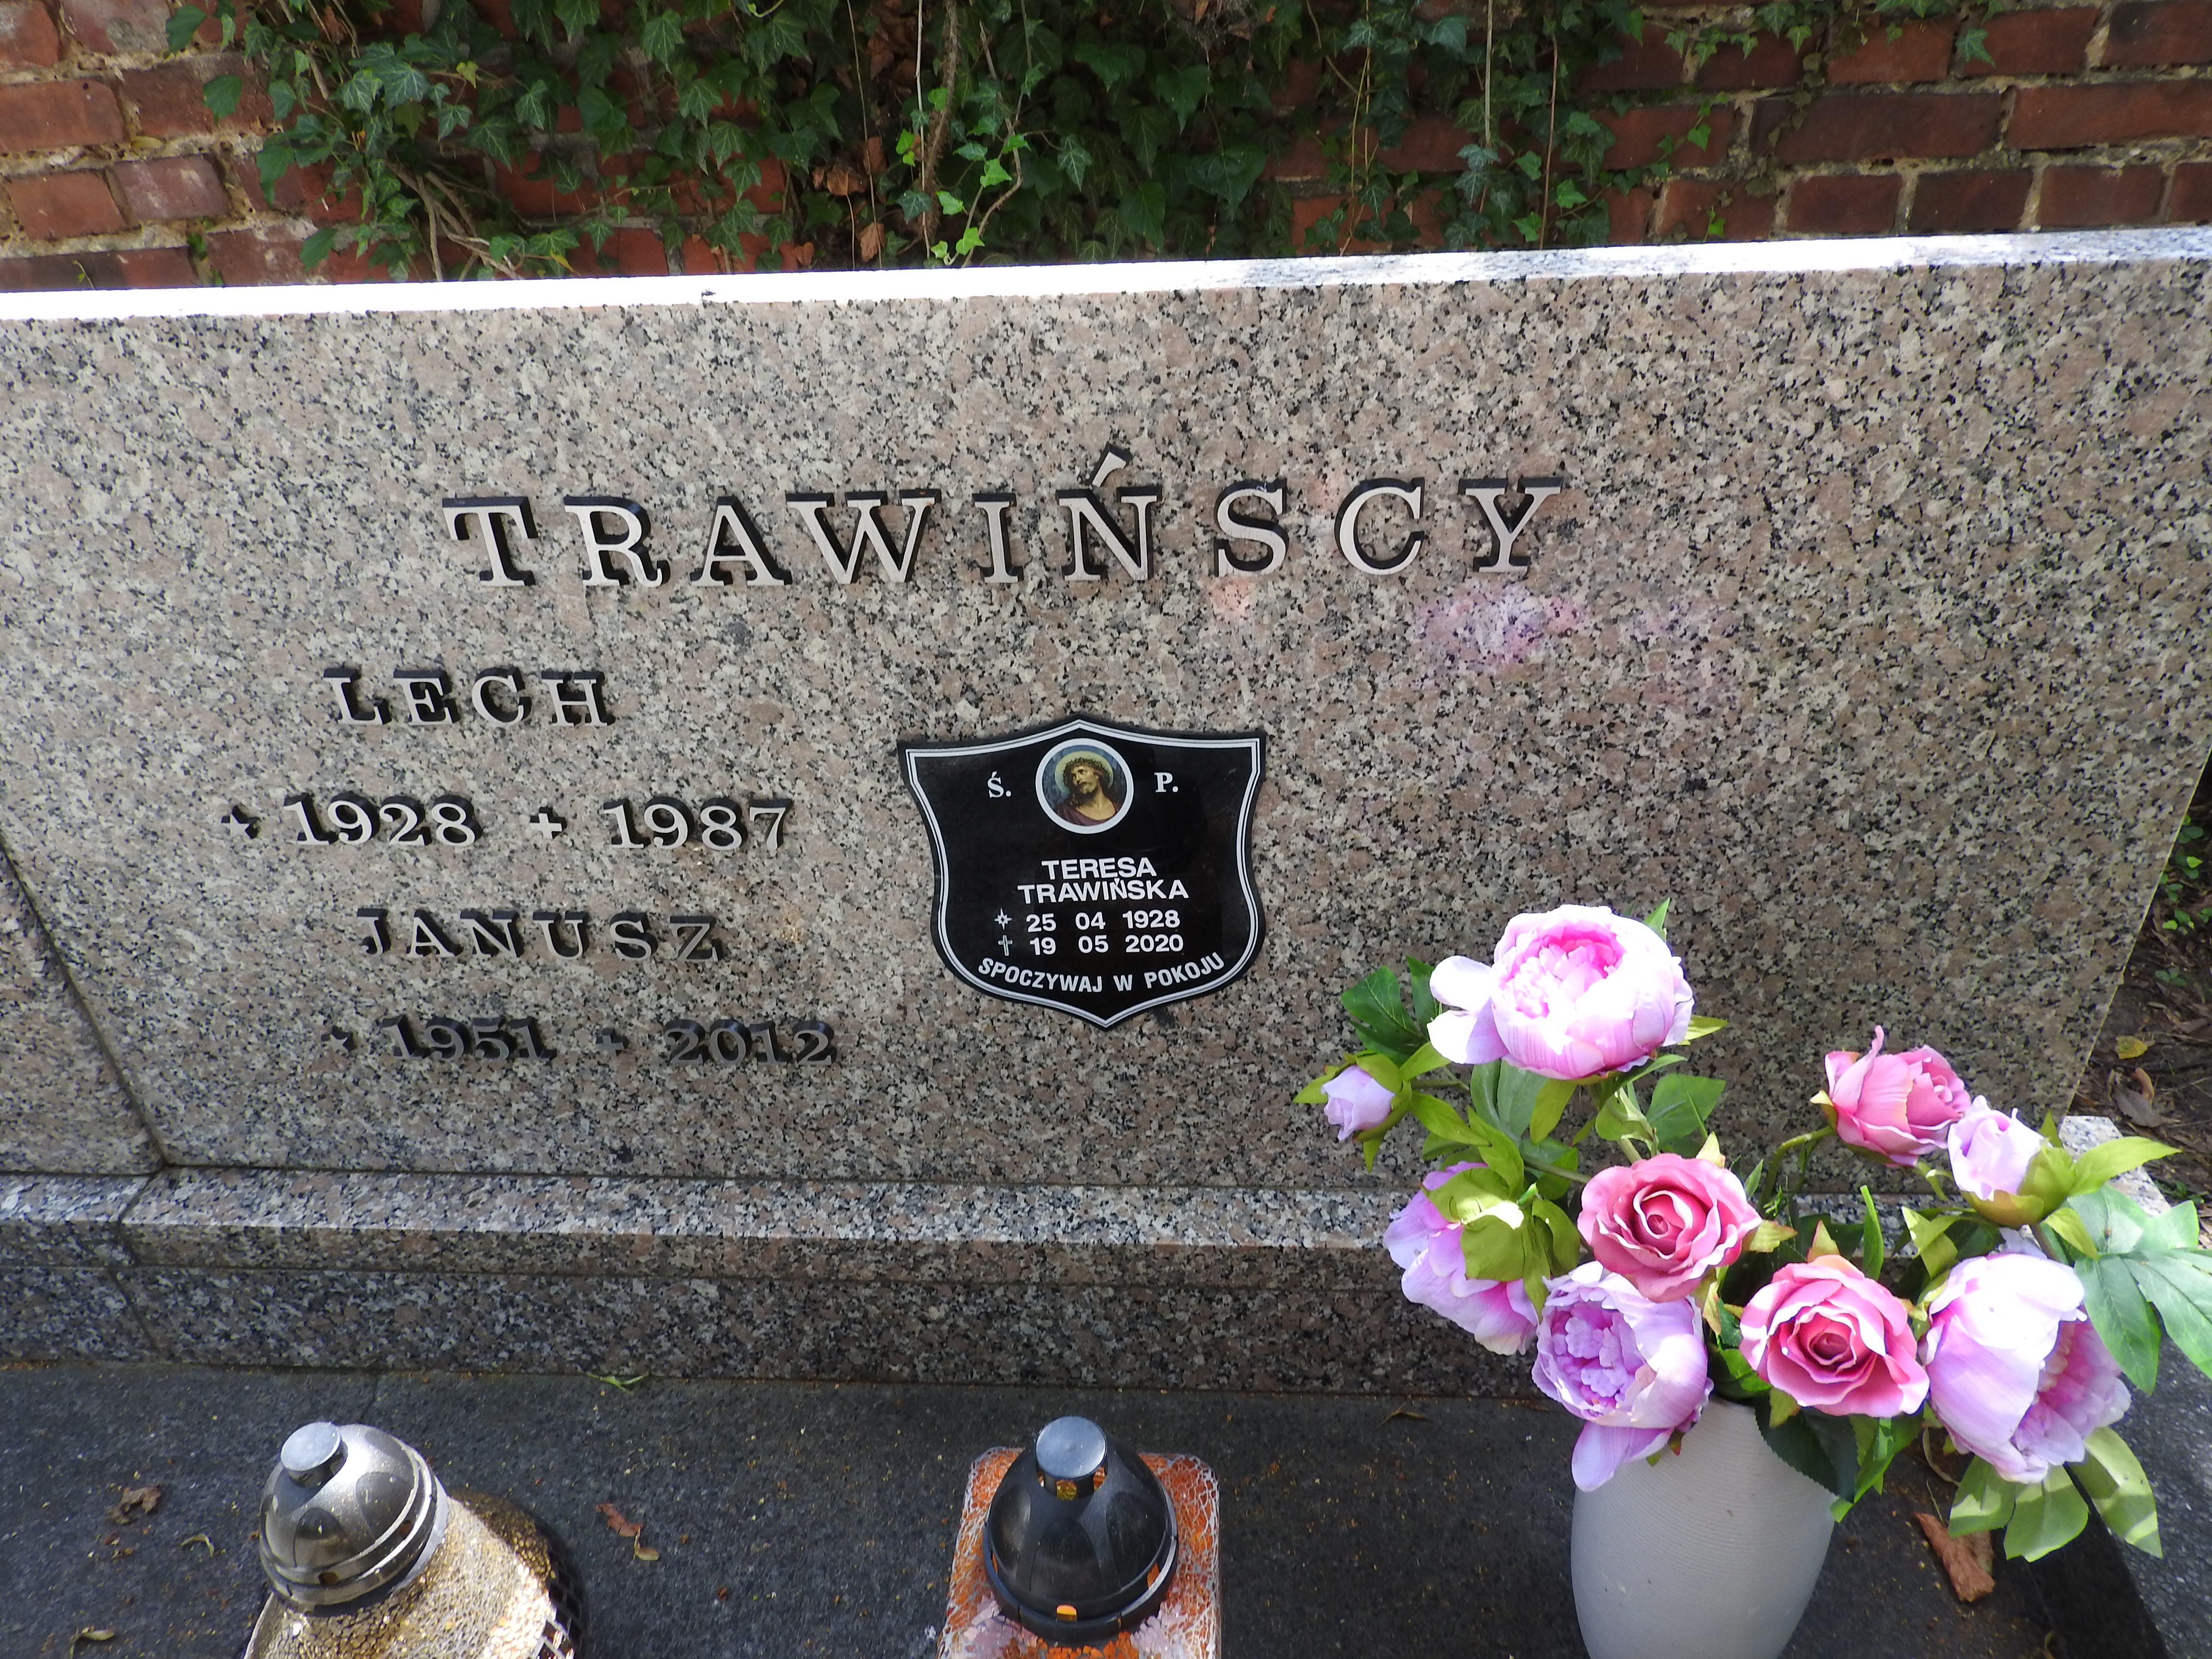 TRAWIŃSCY
LECH
+ 1928 + 1987
JANUSZ
+ 1951 + 2012
Ś. P.
TERESA
TRAWIŃSKA
25 04 1928
19 05 2020
SPOCZYWAJ W POKOJU